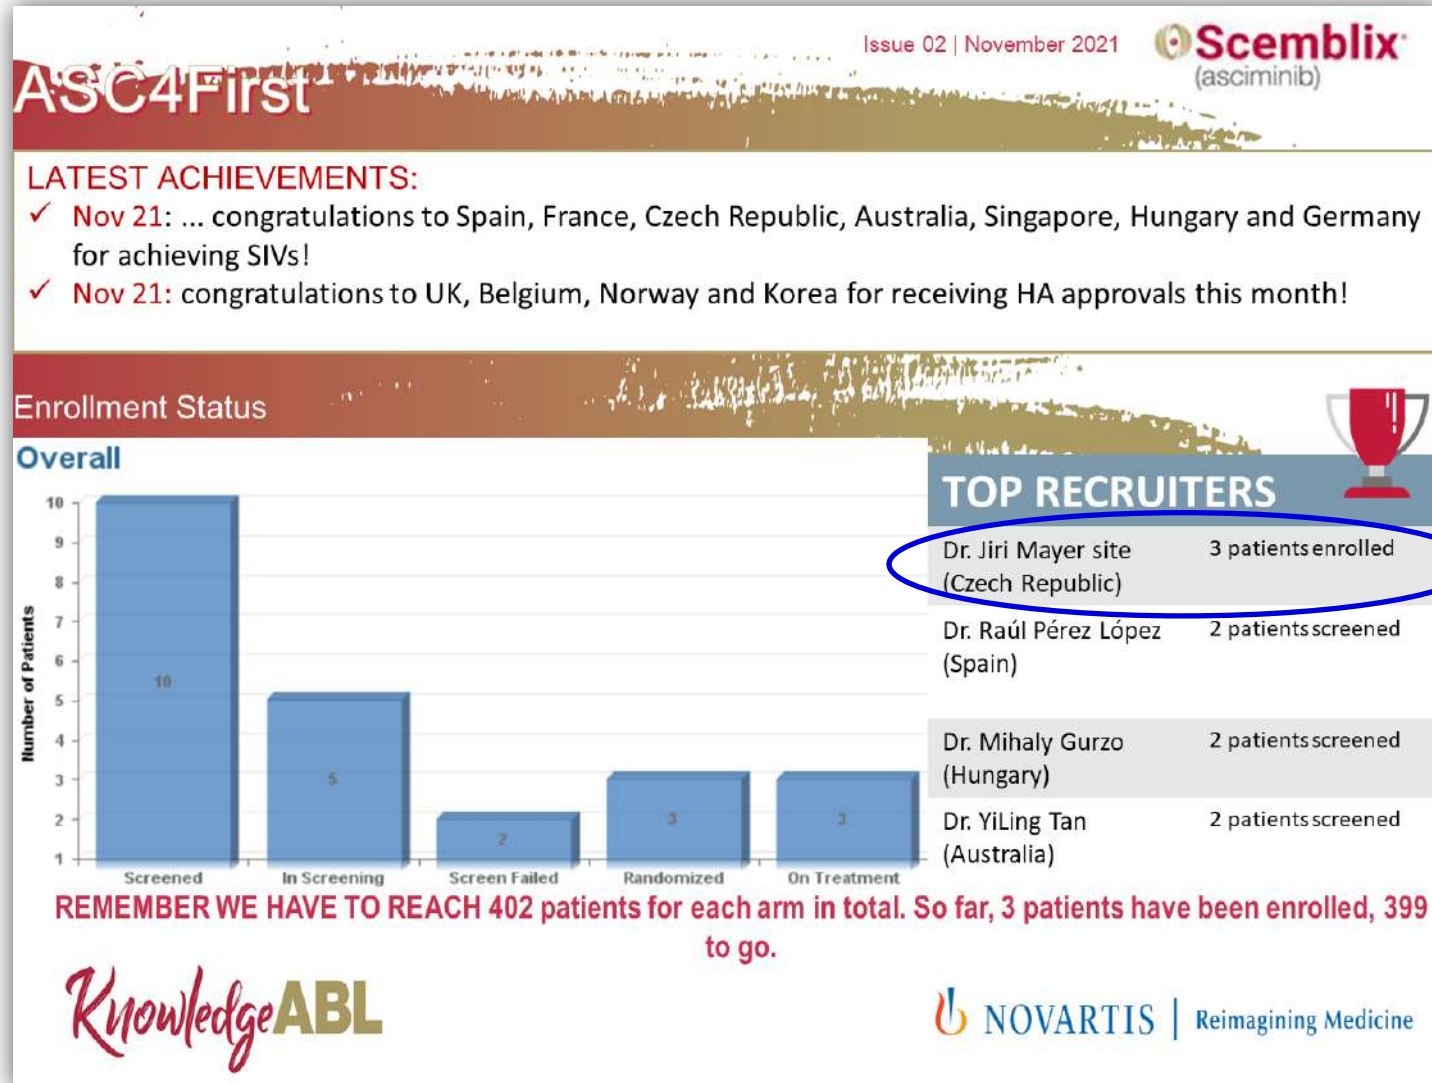 Issue 02 | November 2021
Scemblix
(asciminib)
ASC4First
LATEST ACHIEVEMENTS:
✓ Nov 21: ... congratulations to Spain, France, Czech Republic, Australia, Singapore, Hungary and Germany
for achieving SIVs!
✓ Nov 21: congratulations to UK, Belgium, Norway and Korea for receiving HA approvals this month!
Enrollment Status
Overall
Number of Patients
10
9
8
7
6
5
4
3
2
1
10
5
2
3
3
Screened
In Screening
Screen Failed
Randomized
On Treatment
TOP RECRUITERS
Dr. Jiri Mayer site 3 patients enrolled
(Czech Republic)
Dr. Raúl Pérez López 2 patients screened
(Spain)
Dr. Mihaly Gurzo 2 patients screened
(Hungary)
Dr. YiLing Tan 2 patients screened
(Australia)
REMEMBER WE HAVE TO REACH 402 patients for each arm in total. So far, 3 patients have been enrolled, 399
to go.
KnowledgeABL
NOVARTIS | Reimagining Medicine